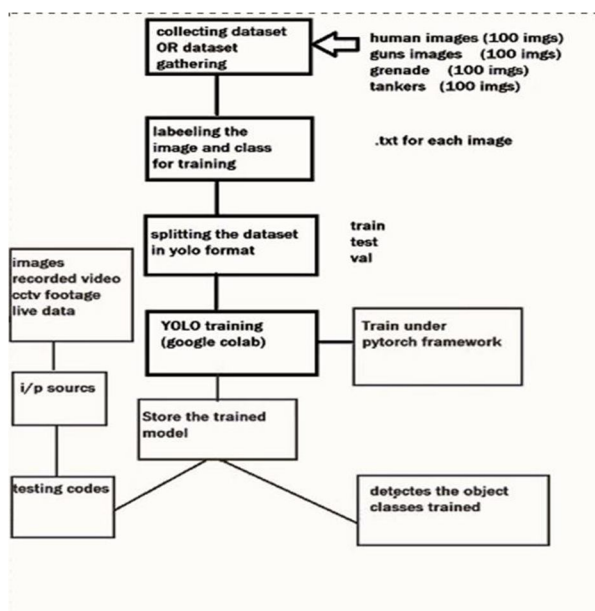 collecting dataset
OR dataset
gathering
human images (100 imgs)
guns images (100 imgs)
grenade (100 imgs)
tankers (100 imgs)
labeeling the
image and class
for training
.txt for each image
splitting the dataset
in yolo format
train
test
val
images
recorded video
cctv footage
live data
YOLO training
(google colab)
Train under
pytorch framework
i/p sourcs
Store the trained
model
testing codes
detectes the object
classes trained